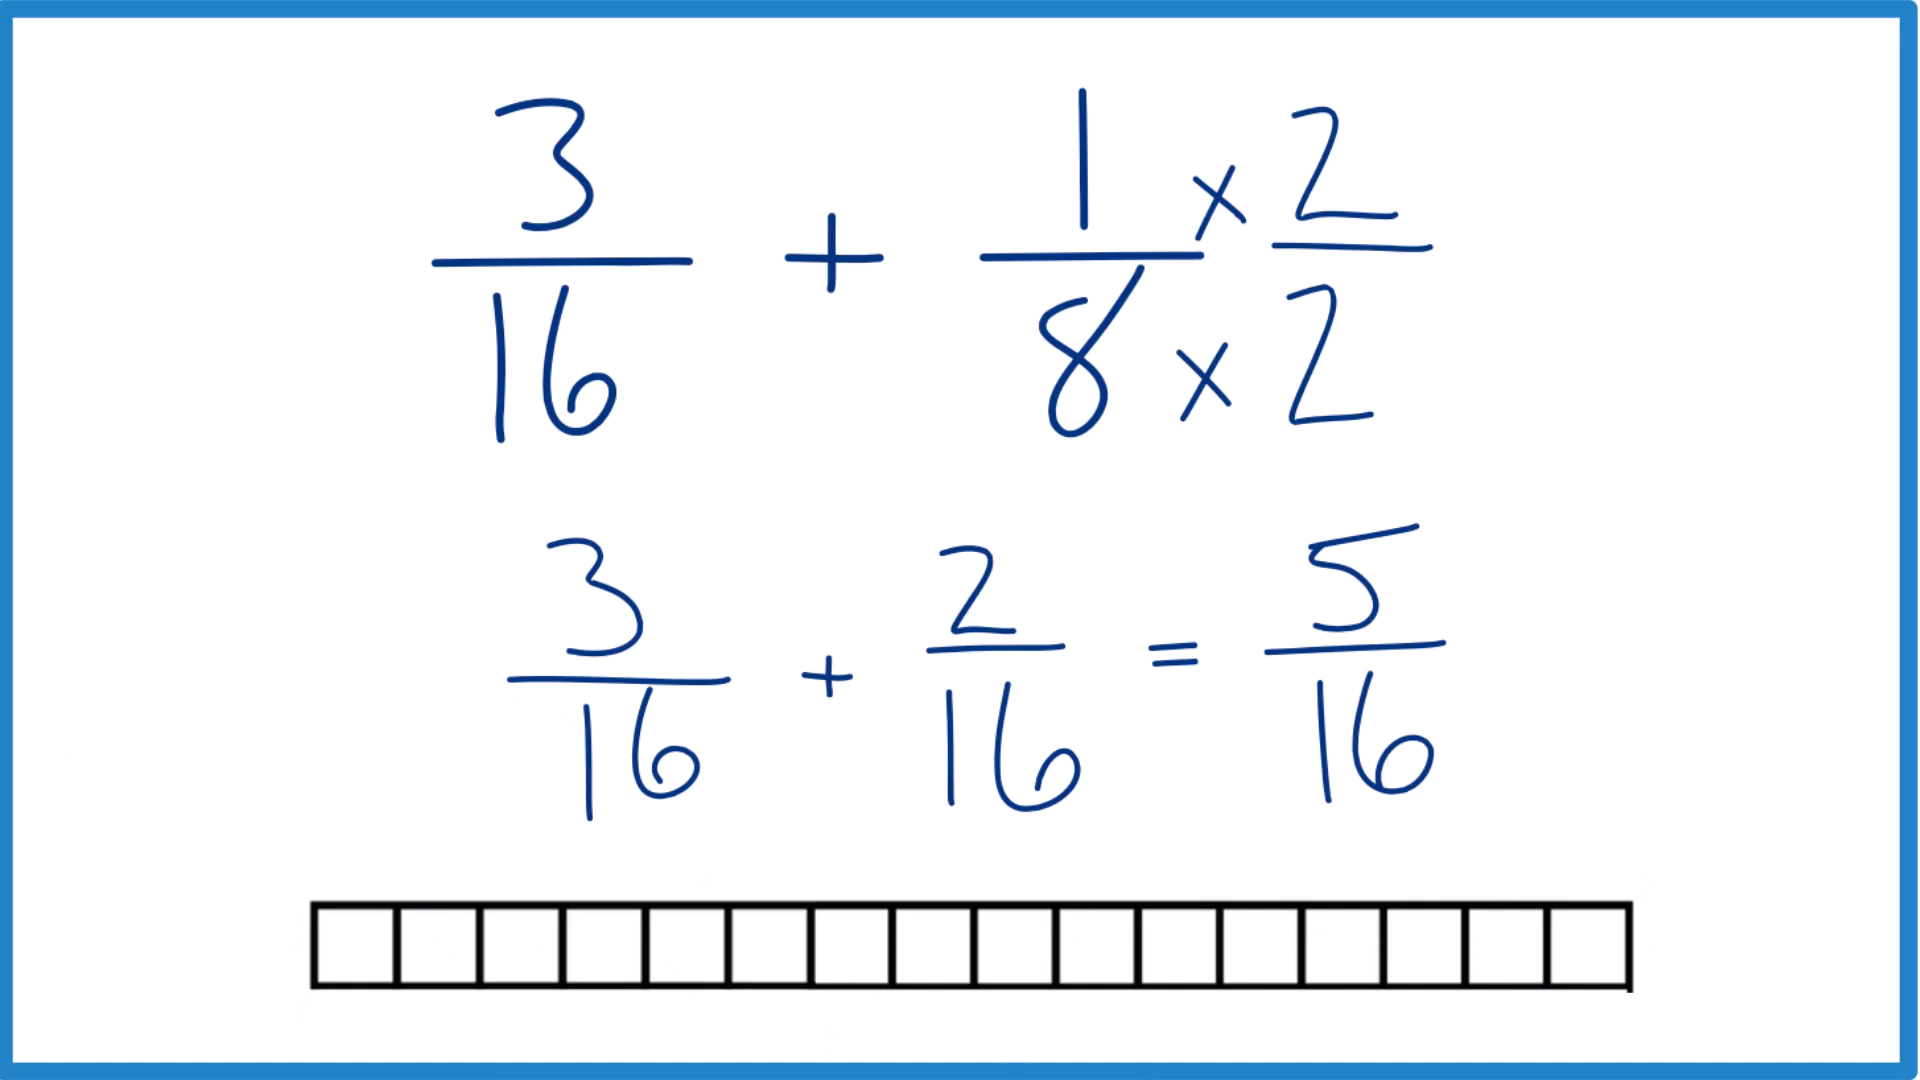 3/16 + 1/8 × 2/× 2
3/16 + 2/16 = 5/16